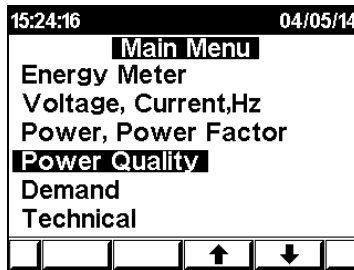 15:24:16 04/05/14
Main Menu
Energy Meter
Voltage, Current,Hz
Power, Power Factor
Power Quality
Demand
Technical